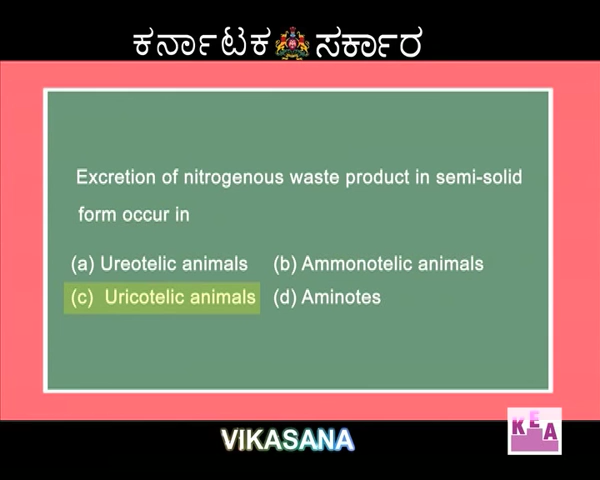 ಕರ್ನಾಟಕ ಸರ್ಕಾರ
Excretion of nitrogenous waste product in semi-solid
form occur in
(a) Ureotelic animals (b) Ammonotelic animals
(c) Uricotelic animals (d) Aminotes
KEA
VIKASANA